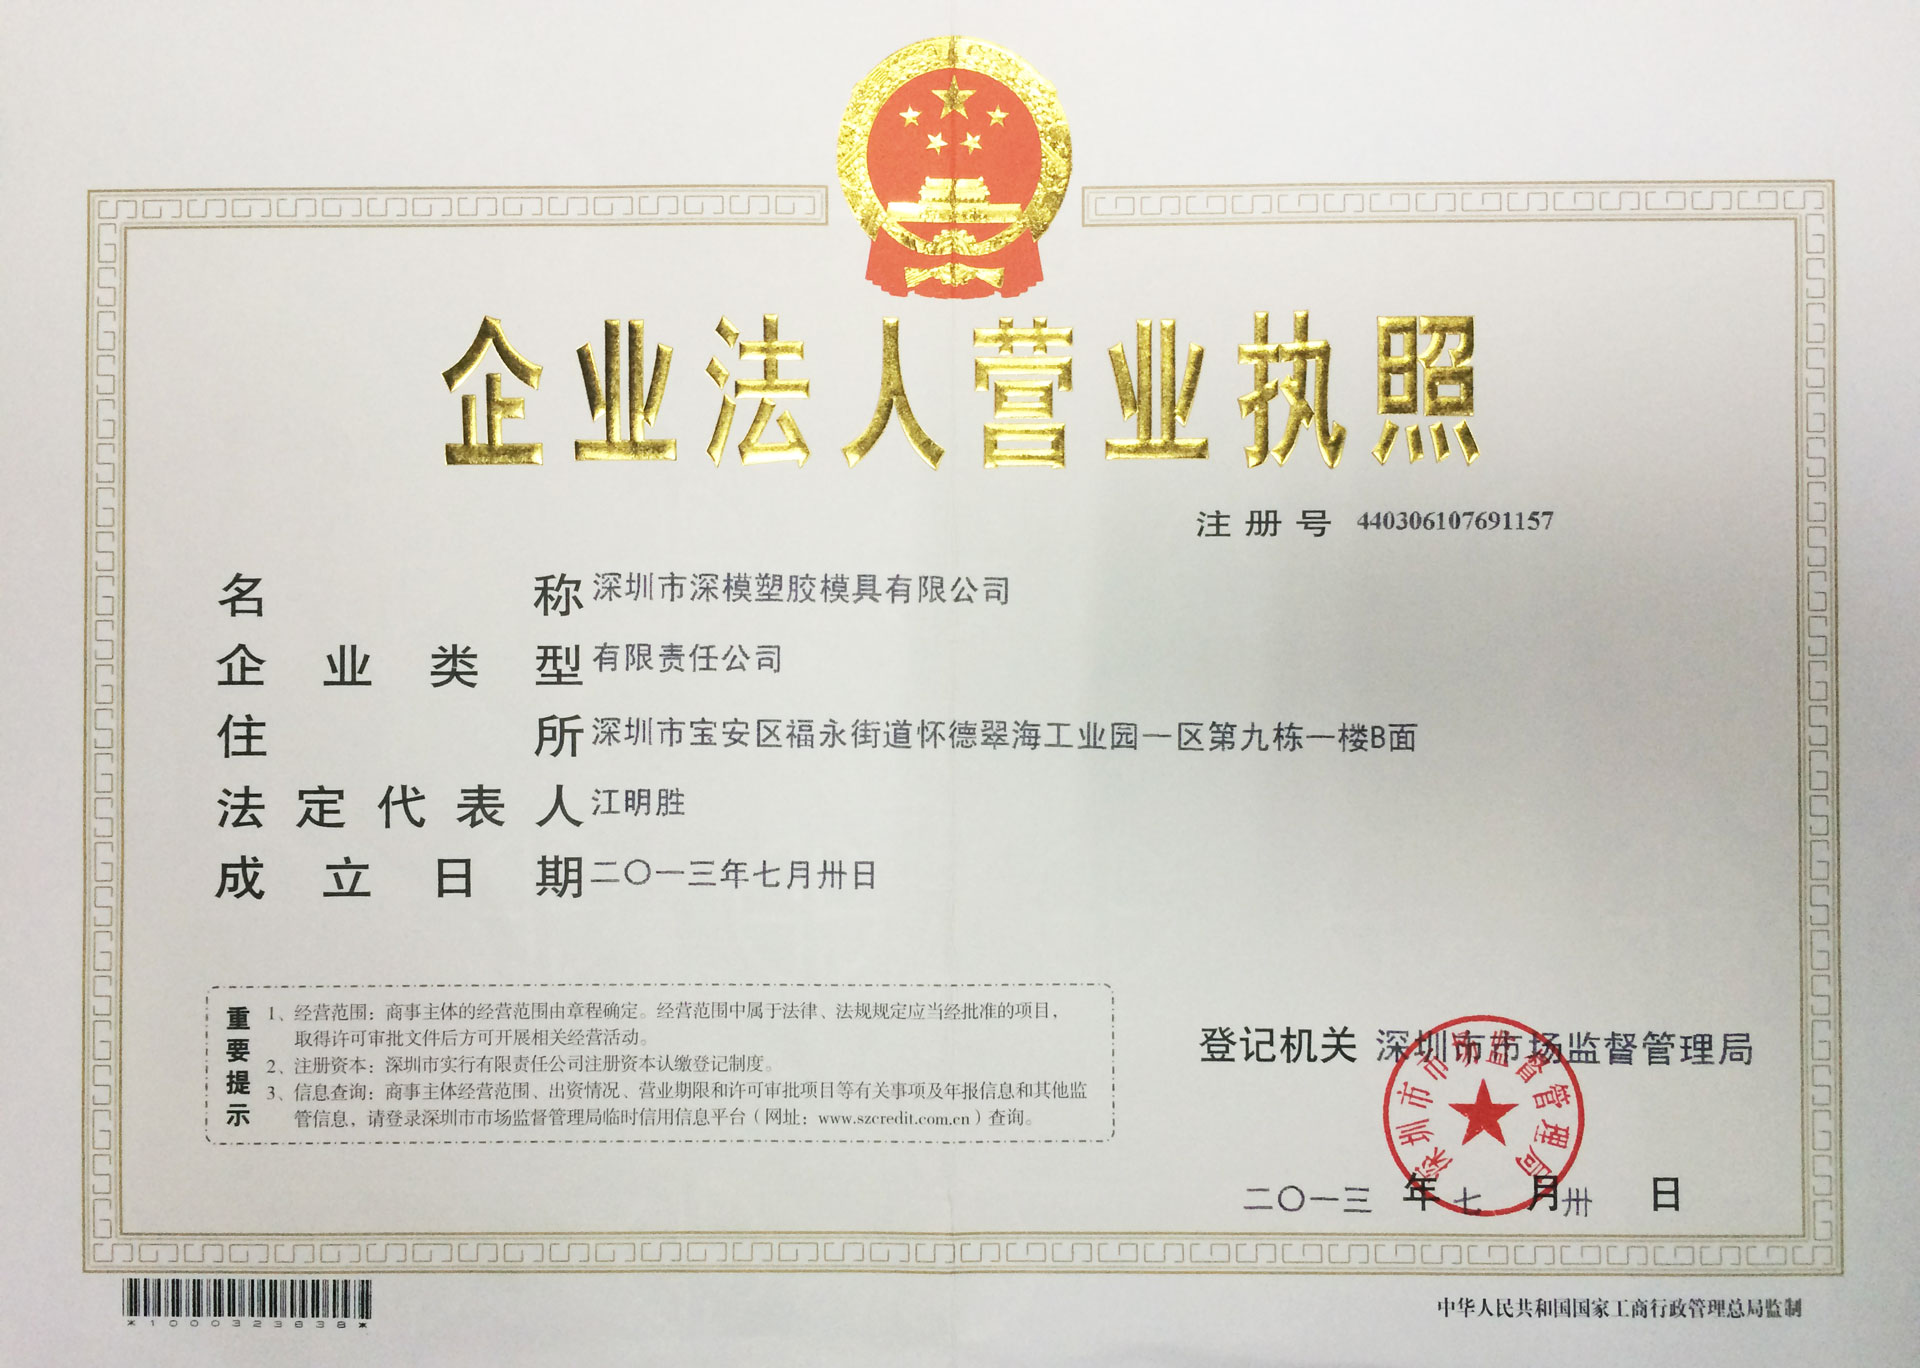 企业法人营业执照
注册号 440306107691157
名称 深圳市深模塑胶模具有限公司
企业类型 有限责任公司
住所 深圳市宝安区福永街道怀德翠海工业园一区第九栋一楼B面
法定代表人 江明胜
成立日期 二〇一三年七月卅日
重要提示
1、经营范围：商事主体的经营范围由章程确定。经营范围中属于法律、法规规定应当经批准的项目，
取得许可审批文件后方可开展相关经营活动。
2、注册资本：深圳市实行有限责任公司注册资本认缴登记制度。
3、信息查询：商事主体经营范围、出资情况、营业期限和许可审批项目等有关事项及年报信息和其他监
管信息，请登录深圳市市场监督管理局临时信用信息平台（网址：www.szcredit.com.cn）查询。
登记机关 深圳市市场监督管理局
深圳市市场监督管理局
二〇一三年七月卅日
*1000323638*
中华人民共和国国家工商行政管理总局监制